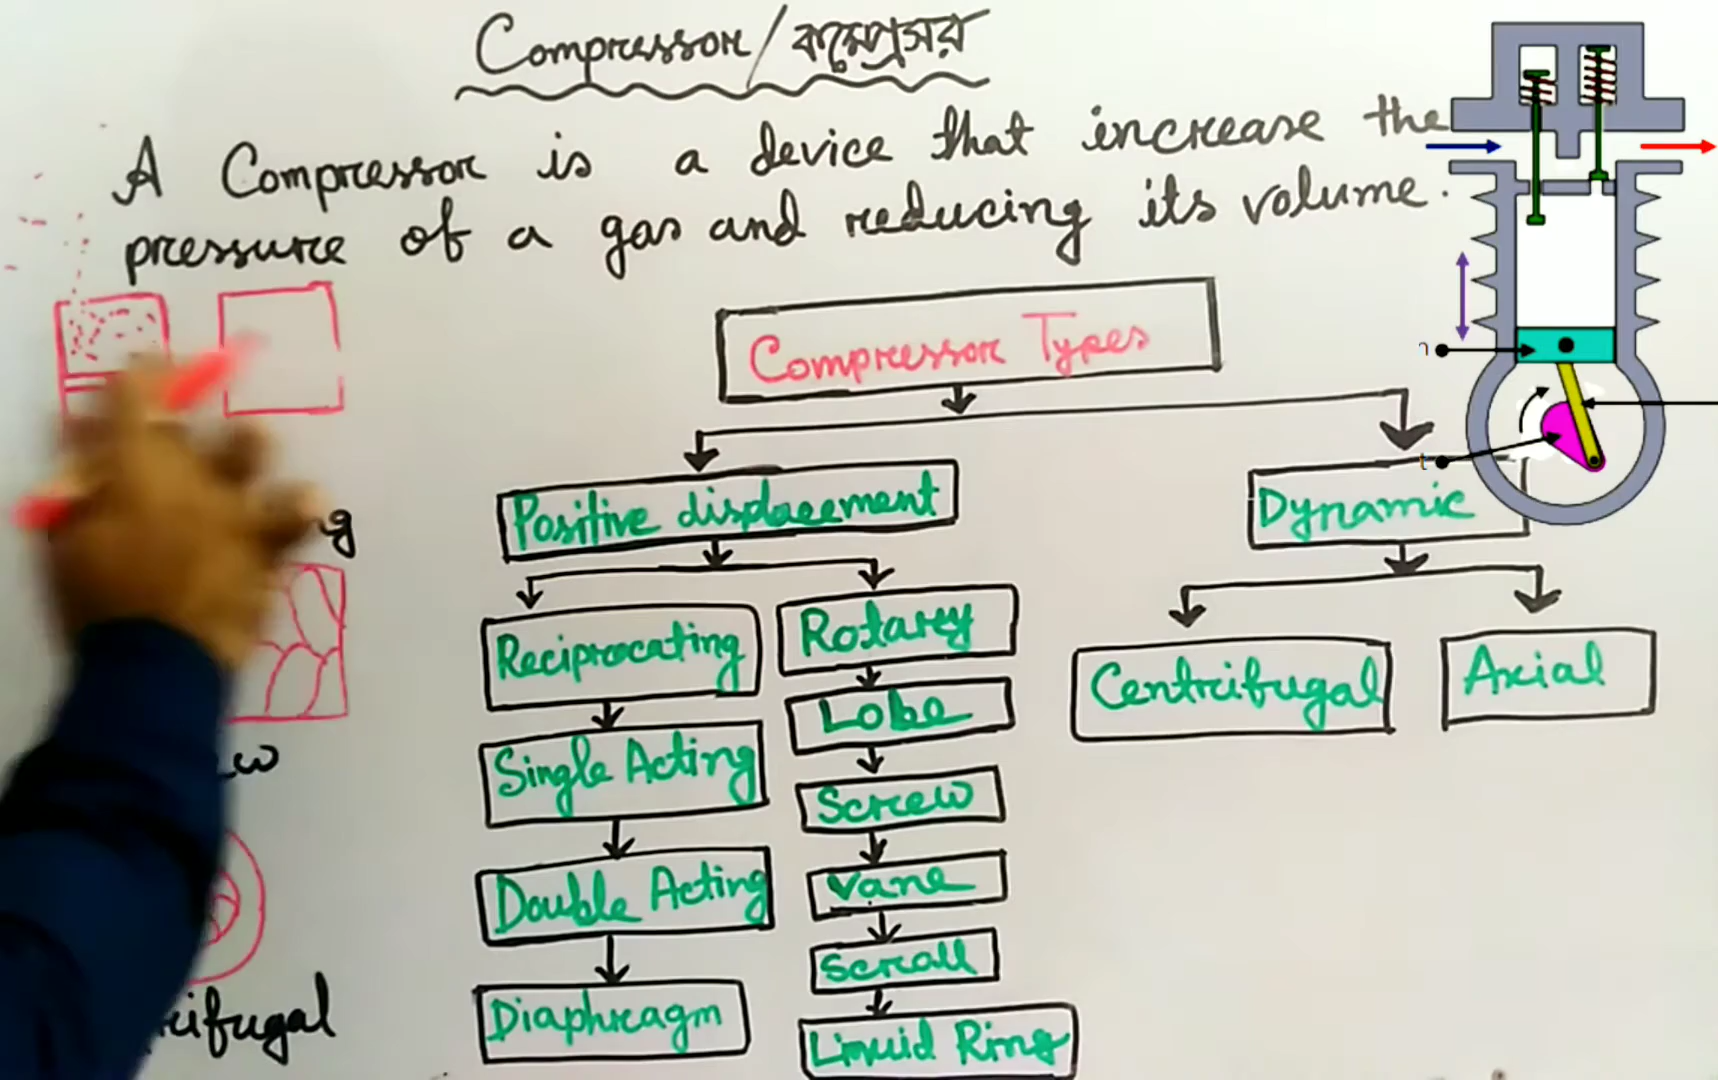 Compressor/কম্প্রেসর
A Compressor is a device that increase the
pressure of a gas and reducing its volume.
Compressor Types
Positive displacement
Dynamic
Reciprocating
Rotary
Centrifugal
Axial
Single Acting
Lobe
Screw
Double Acting
Vane
Scroll
Diaphragm
Liquid Ring